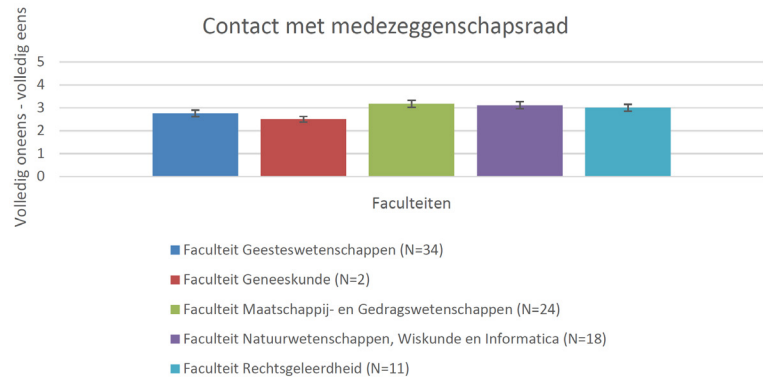 Contact met medezeggenschapsraad
Volledig oneens - volledig eens
5
4
3
2
1
0
Faculteiten
Faculteit Geesteswetenschappen (N=34)
Faculteit Geneeskunde (N=2)
Faculteit Maatschappij- en Gedragswetenschappen (N=24)
Faculteit Natuurwetenschappen, Wiskunde en Informatica (N=18)
Faculteit Rechtsgeleerdheid (N=11)